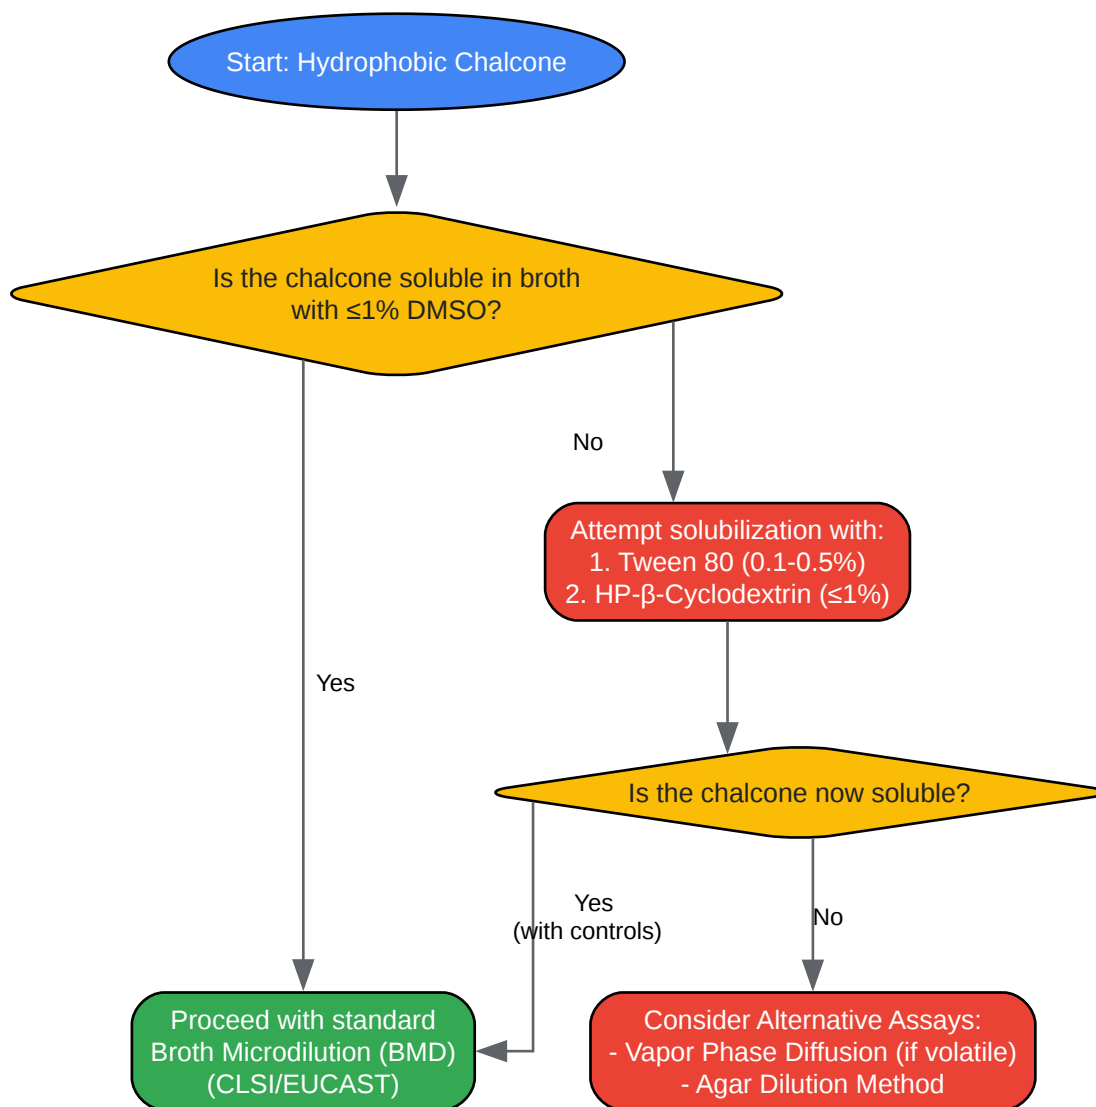 Start: Hydrophobic Chalcone
Is the chalcone soluble in broth
with ≤1% DMSO?
No
Attempt solubilization with:
1. Tween 80 (0.1-0.5%)
2. HP-β-Cyclodextrin (≤1%)
Yes
Is the chalcone now soluble?
Yes
(with controls)
No
Proceed with standard
Broth Microdilution (BMD)
(CLSI/EUCAST)
Consider Alternative Assays:
- Vapor Phase Diffusion (if volatile)
- Agar Dilution Method